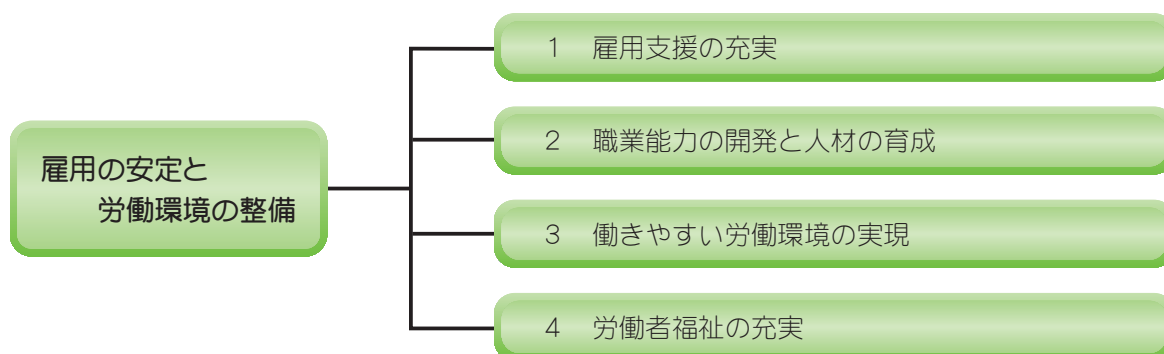 雇用の安定と
労働環境の整備
1 雇用支援の充実
2 職業能力の開発と人材の育成
3 働きやすい労働環境の実現
4 労働者福祉の充実